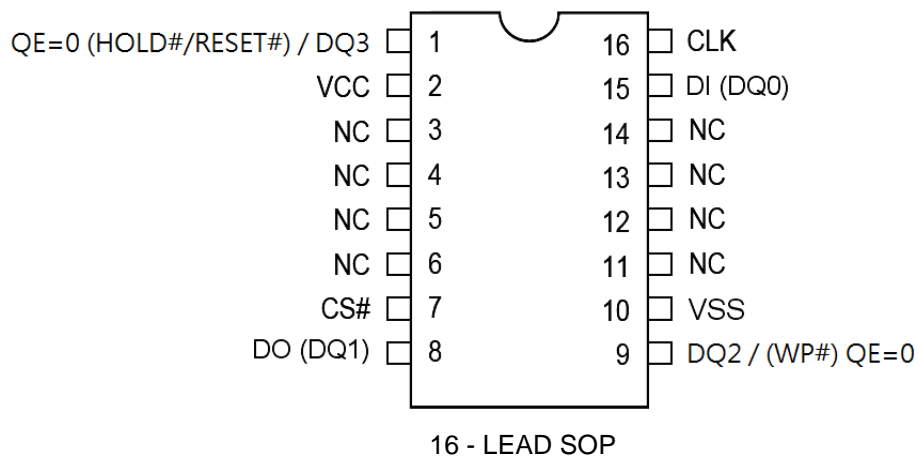 QE=0 (HOLD#/RESET#) / DQ3 1 16 CLK
VCC 2 15 DI (DQ0)
NC 3 14 NC
NC 4 13 NC
NC 5 12 NC
NC 6 11 NC
CS# 7 10 VSS
DO (DQ1) 8 9 DQ2 / (WP#) QE=0
16 - LEAD SOP